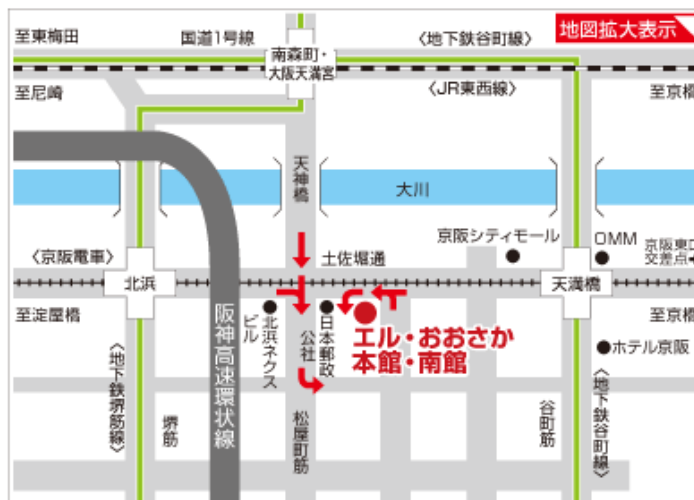 地図拡大表示
至東梅田
国道1号線
〈地下鉄谷町線〉
南森町・
大阪天満宮
至尼崎
〈JR東西線〉
至京橋
天神橋
大川
京阪シティモール
OMM
京阪東口
交差点
〈京阪電車〉
土佐堀通
北浜
天満橋
至淀屋橋
至京橋
阪神高速環状線
北浜ネクス
ビル
日本郵政
公社
エル・おおさか
本館・南館
ホテル京阪
〈地下鉄堺筋線〉
堺筋
松屋町筋
谷町筋
〈地下鉄谷町線〉